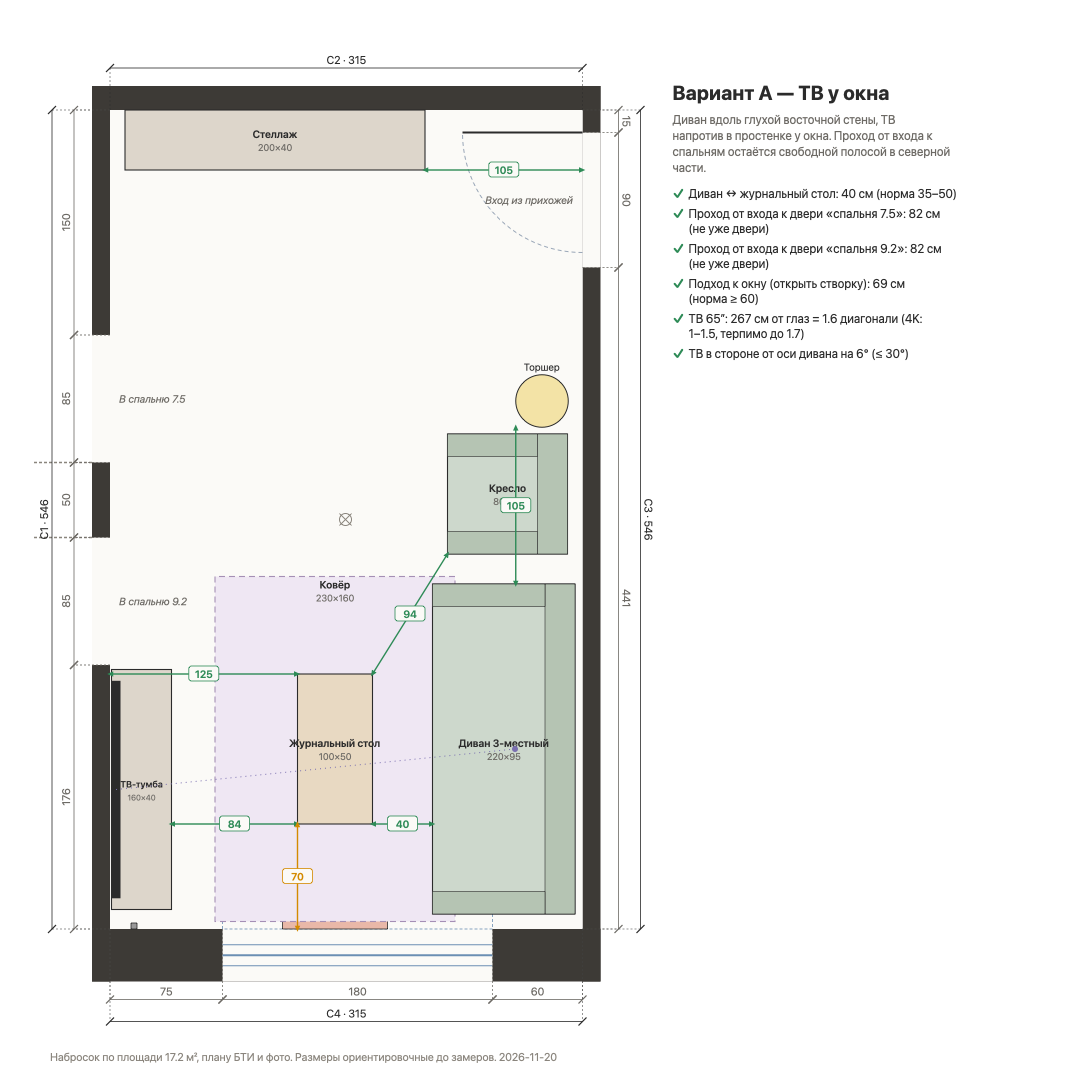 C2 · 315
Вариант А — ТВ у окна
Диван вдоль глухой восточной стены, ТВ
напротив в простенке у окна. Проход от входа к
спальням остаётся свободной полосой в северной
части.
Диван ↔ журнальный стол: 40 см (норма 35–50)
Проход от входа к двери «спальня 7.5»: 82 см
(не уже двери)
Проход от входа к двери «спальня 9.2»: 82 см
(не уже двери)
Подход к окну (открыть створку): 69 см
(норма ≥ 60)
ТВ 65″: 267 см от глаз = 1.6 диагонали (4K:
1–1.5, терпимо до 1.7)
ТВ в стороне от оси дивана на 6° (≤ 30°)
15
Стеллаж
200×40
105
90
Вход из прихожей
150
Торшер
85
В спальню 7.5
Кресло
105
50
C1 · 546
C3 · 546
Ковёр
230×160
85
В спальню 9.2
441
94
125
Журнальный стол
100×50
Диван 3-местный
220×95
ТВ-тумба
160×40
176
84
40
70
75
180
60
C4 · 315
Набросок по площади 17.2 м², плану БТИ и фото. Размеры ориентировочные до замеров. 2026-11-20